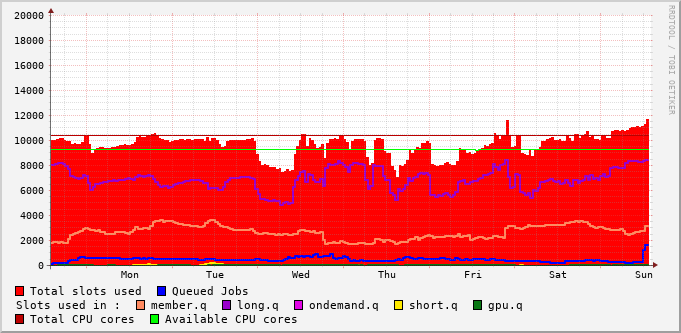 20000
18000
16000
14000
12000
10000
8000
6000
4000
2000
0
Mon Tue Wed Thu Fri Sat Sun
RRDTOOL / TOBI OETIKER
Total slots used Queued Jobs
Slots used in : member.q long.q ondemand.q short.q gpu.q
Total CPU cores Available CPU cores